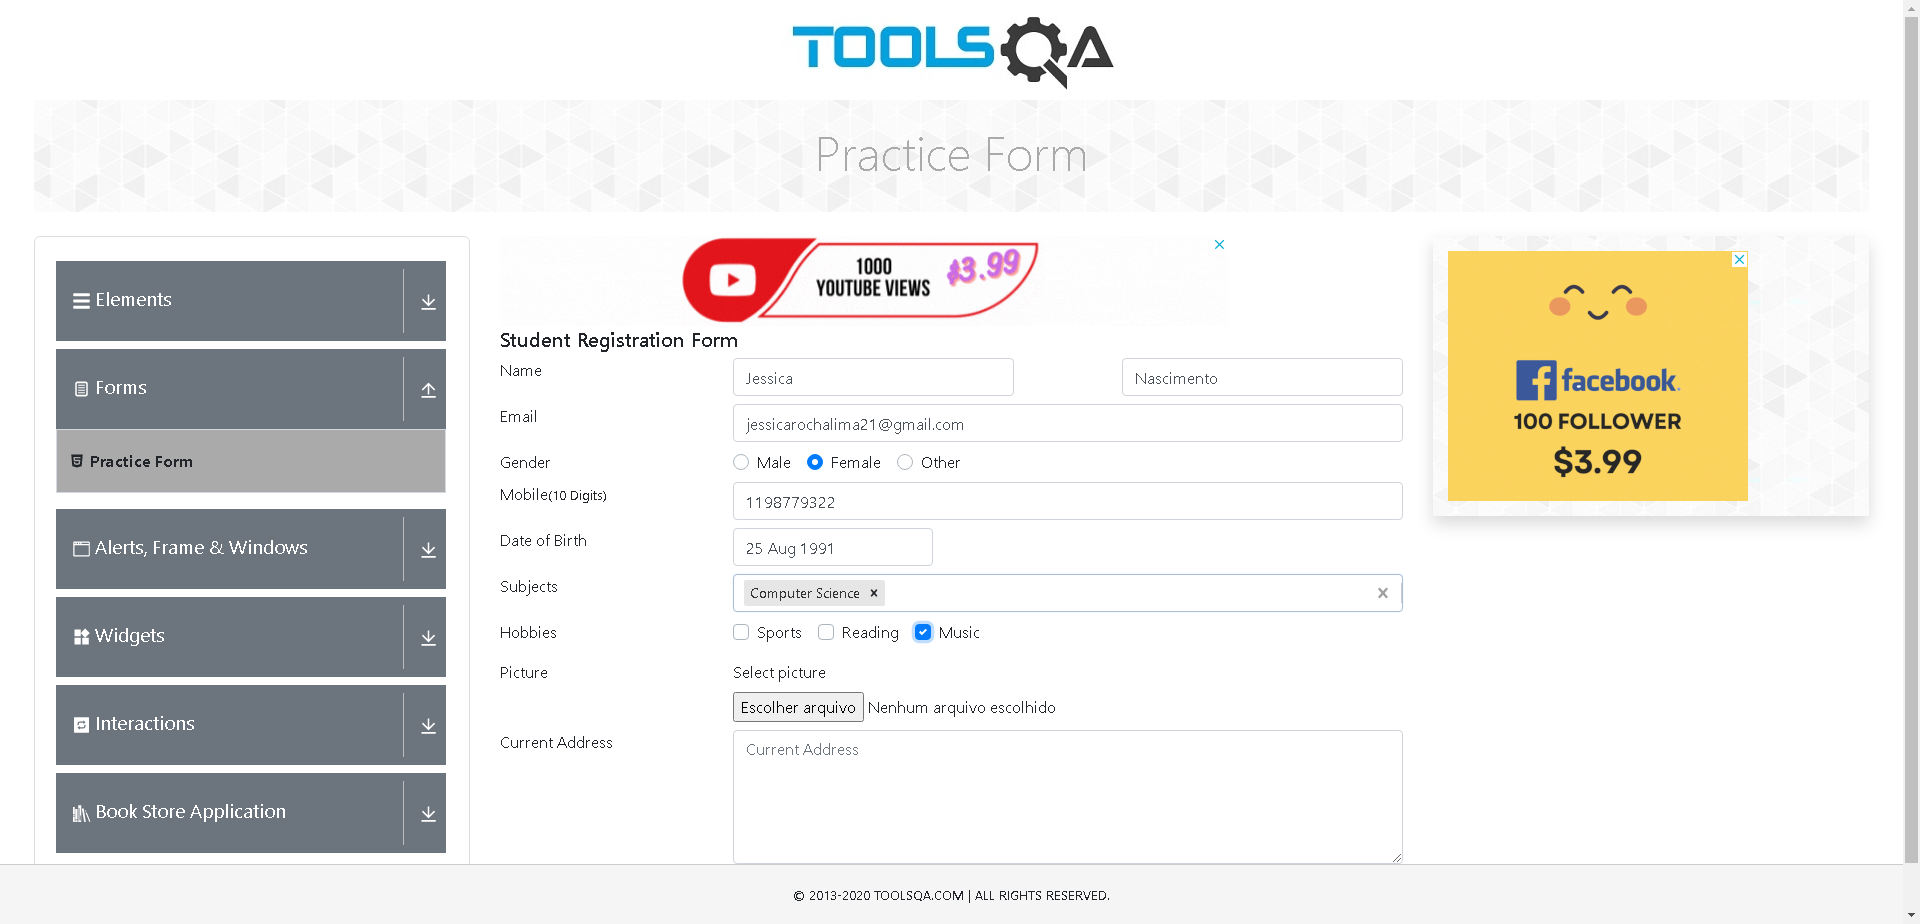 TOOLSQA
Practice Form
Elements
Forms
Practice Form
Alerts, Frame & Windows
Widgets
Interactions
Book Store Application
1000
YOUTUBE VIEWS
$3.99
Student Registration Form
Name
Jessica
Nascimento
Email
jessicarochalima21@gmail.com
Gender
Male
Female
Other
Mobile(10 Digits)
1198779322
Date of Birth
25 Aug 1991
Subjects
Computer Science
Hobbies
Sports
Reading
Music
Picture
Select picture
Escolher arquivo Nenhum arquivo escolhido
Current Address
Current Address
facebook.
100 FOLLOWER
$3.99
© 2013-2020 TOOLSQA.COM | ALL RIGHTS RESERVED.